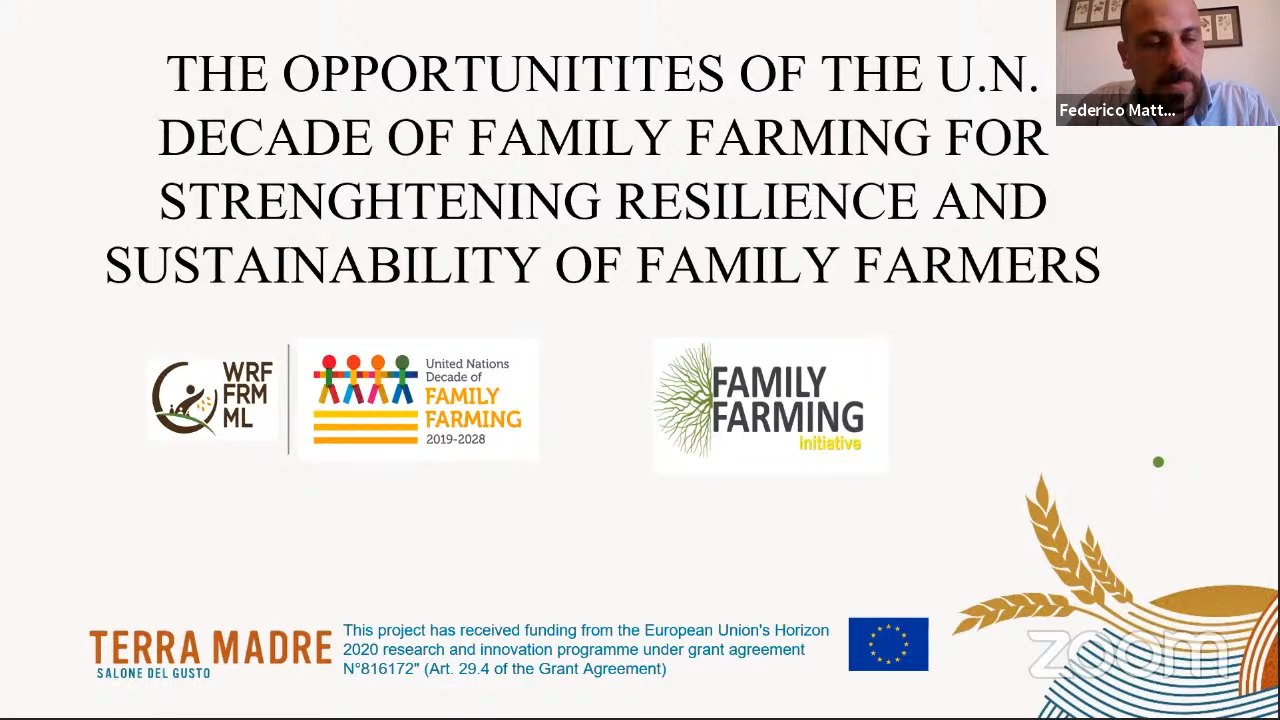 THE OPPORTUNITITES OF THE U.N.
DECADE OF FAMILY FARMING FOR
STRENGHTENING RESILIENCE AND
SUSTAINABILITY OF FAMILY FARMERS
Federico Matt...
WRF
FRM
ML
United Nations
Decade of
FAMILY
FARMING
2019-2028
FAMILY
FARMING
Initiative
TERRA MADRE
SALONE DEL GUSTO
This project has received funding from the European Union's Horizon
2020 research and innovation programme under grant agreement
N°816172" (Art. 29.4 of the Grant Agreement)
zoom